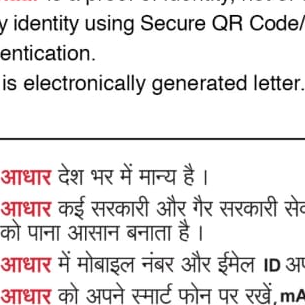 y identity using Secure QR Code/
entication.
is electronically generated letter.
आधार देश भर में मान्य है ।
आधार कई सरकारी और गैर सरकारी
को पाना आसान बनाता है ।
आधार में मोबाइल नंबर और ईमेल ID
आधार को अपने स्मार्ट फोन पर रखें,